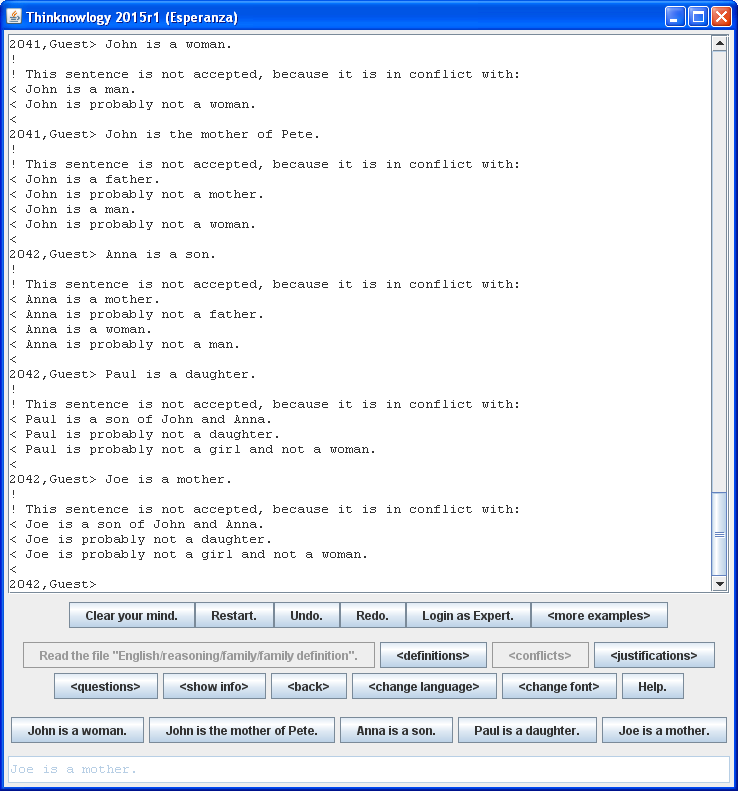 Thinknowlogy 2015r1 (Esperanza)
2041,Guest> John is a woman.
!
! This sentence is not accepted, because it is in conflict with:
< John is a man.
< John is probably not a woman.
<
2041,Guest> John is the mother of Pete.
!
! This sentence is not accepted, because it is in conflict with:
< John is a father.
< John is probably not a mother.
< John is a man.
< John is probably not a woman.
<
2042,Guest> Anna is a son.
!
! This sentence is not accepted, because it is in conflict with:
< Anna is a mother.
< Anna is probably not a father.
< Anna is a woman.
< Anna is probably not a man.
<
2042,Guest> Paul is a daughter.
!
! This sentence is not accepted, because it is in conflict with:
< Paul is a son of John and Anna.
< Paul is probably not a daughter.
< Paul is probably not a girl and not a woman.
<
2042,Guest> Joe is a mother.
!
! This sentence is not accepted, because it is in conflict with:
< Joe is a son of John and Anna.
< Joe is probably not a daughter.
< Joe is probably not a girl and not a woman.
<
2042,Guest>
Clear your mind. Restart. Undo. Redo. Login as Expert. <more examples>
Read the file "English/reasoning/family/family definition". <definitions> <conflicts> <justifications>
<questions> <show info> <back> <change language> <change font> Help.
John is a woman. John is the mother of Pete. Anna is a son. Paul is a daughter. Joe is a mother.
Joe is a mother.